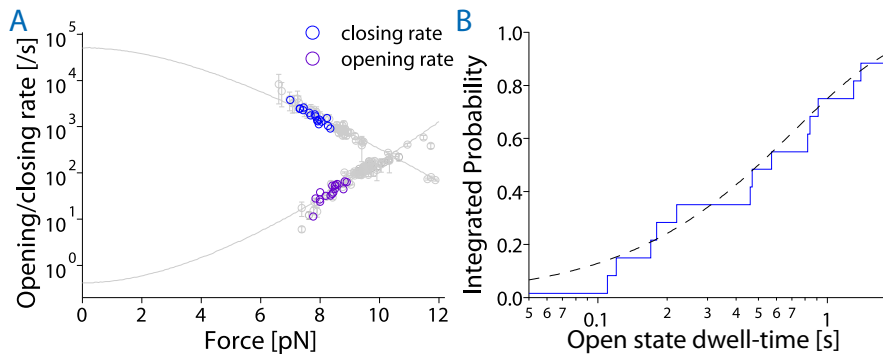 A
Opening/closing rate [/s]
10^5
10^4
10^3
10^2
10^1
10^0
0 2 4 6 8 10 12
Force [pN]
closing rate
opening rate
B
Integrated Probability
1.0
0.8
0.6
0.4
0.2
0.0
5 6 7 0.1 2 3 4 5 6 7 1
Open state dwell-time [s]